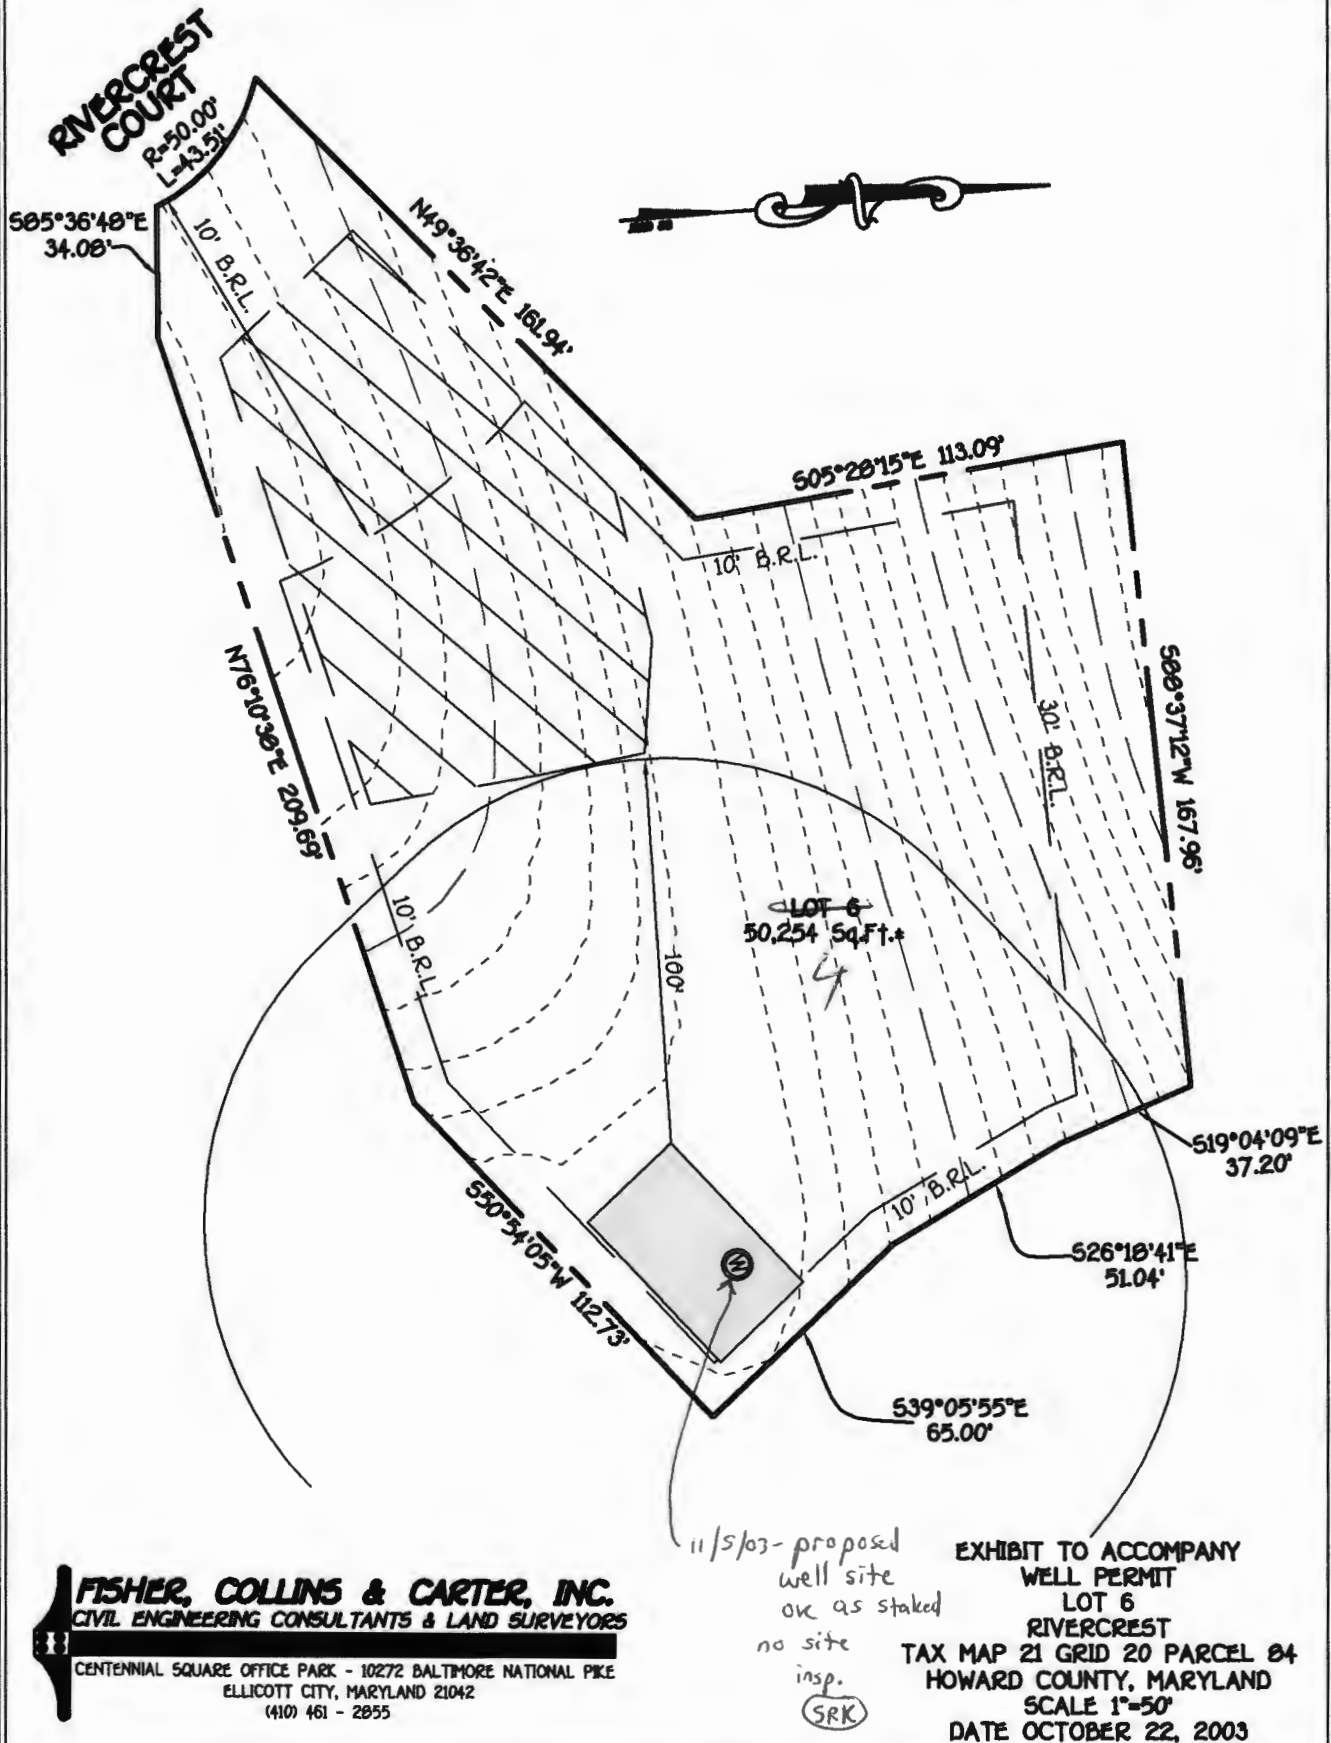 RIVERCREST
COURT
R=50.00'
L=43.51'
S85°36'48"E
34.08'
10' B.R.L.
N49°36'42"E 161.94'
S05°28'15"E 113.09'
10' B.R.L.
30' B.R.L.
S88°37'12"W 167.96'
N76°10'38"E 209.69'
10' B.R.L.
100'
LOT 6
50,254 Sq.Ft.±
4
S19°04'09"E
37.20'
10' B.R.L.
S26°18'41"E
51.04'
S50°54'05"W 112.73'
W
S39°05'55"E
65.00'
11/5/03 - proposed
well site
ok as staked
no site
insp.
SRK
FISHER, COLLINS & CARTER, INC.
CIVIL ENGINEERING CONSULTANTS & LAND SURVEYORS
CENTENNIAL SQUARE OFFICE PARK - 10272 BALTIMORE NATIONAL PIKE
ELLICOTT CITY, MARYLAND 21042
(410) 461 - 2855
EXHIBIT TO ACCOMPANY
WELL PERMIT
LOT 6
RIVERCREST
TAX MAP 21 GRID 20 PARCEL 84
HOWARD COUNTY, MARYLAND
SCALE 1"=50'
DATE OCTOBER 22, 2003